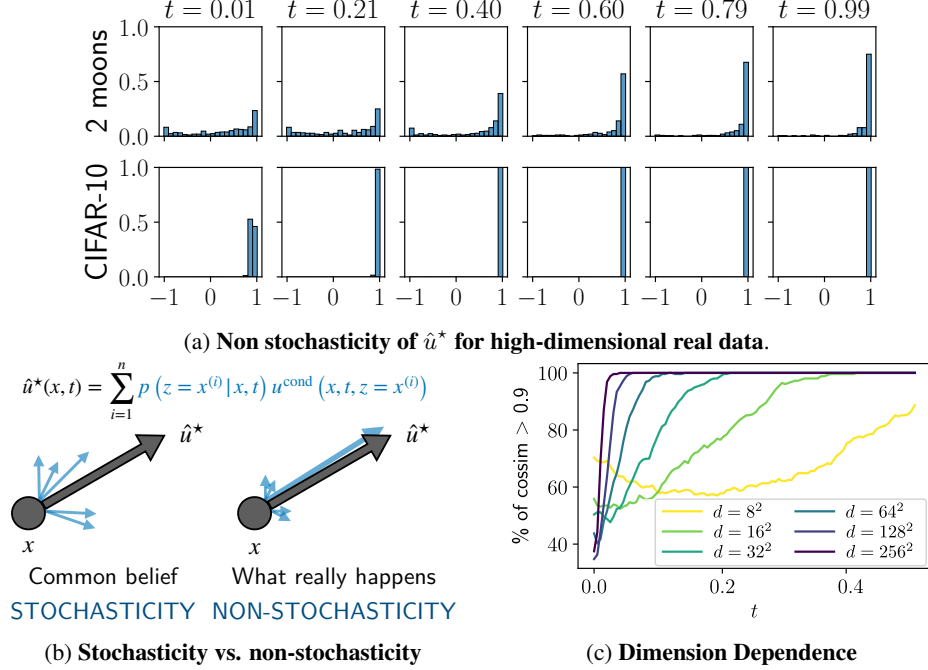 t = 0.01 t = 0.21 t = 0.40 t = 0.60 t = 0.79 t = 0.99
2 moons
1.0
0.5
0.0
CIFAR-10
1.0
0.5
0.0
−1 0 1 −1 0 1 −1 0 1 −1 0 1 −1 0 1 −1 0 1
(a) Non stochasticity of û⋆ for high-dimensional real data.
û⋆(x, t) = ∑ⁿᵢ₌₁ p (z = x⁽ⁱ⁾ | x, t) uᶜᵒⁿᵈ (x, t, z = x⁽ⁱ⁾)
û⋆
x
Common belief
STOCHASTICITY
û⋆
x
What really happens
NON-STOCHASTICITY
(b) Stochasticity vs. non-stochasticity
% of cossim > 0.9
100
80
60
40
d = 8²
d = 16²
d = 32²
d = 64²
d = 128²
d = 256²
0.0 0.2 0.4
t
(c) Dimension Dependence